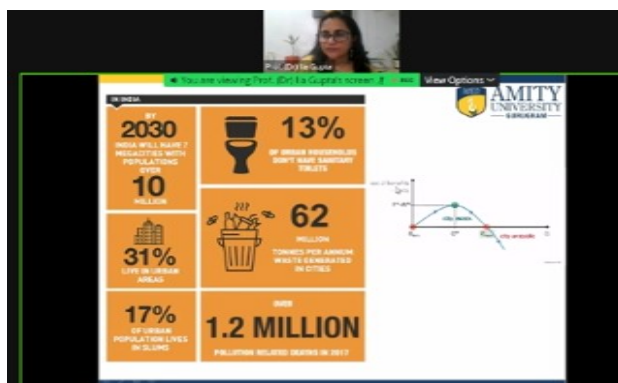 Prof. (Dr) Ila Gupta
You are viewing Prof. (Dr) Ila Gupta's screen
View Options
AMITY
UNIVERSITY
GURUGRAM
IN INDIA
BY
2030
INDIA WILL HAVE 7
MEGACITIES WITH
POPULATIONS
OVER
10
MILLION
13%
OF URBAN HOUSEHOLDS
DON'T HAVE SANITARY
TOILETS
31%
LIVE IN URBAN
AREAS
62
MILLION
TONNES PER ANNUM
WASTE GENERATED
IN CITIES
17%
OF URBAN
POPULATION LIVES
IN SLUMS
OVER
1.2 MILLION
POLLUTION RELATED DEATHS IN 2017